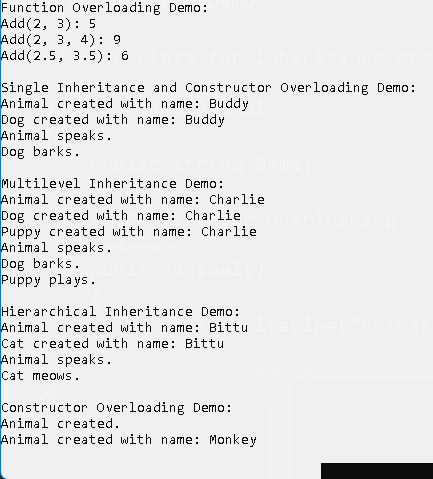 Function Overloading Demo:
Add(2, 3): 5
Add(2, 3, 4): 9
Add(2.5, 3.5): 6
Single Inheritance and Constructor Overloading Demo:
Animal created with name: Buddy
Dog created with name: Buddy
Animal speaks.
Dog barks.
Multilevel Inheritance Demo:
Animal created with name: Charlie
Dog created with name: Charlie
Puppy created with name: Charlie
Animal speaks.
Dog barks.
Puppy plays.
Hierarchical Inheritance Demo:
Animal created with name: Bittu
Cat created with name: Bittu
Animal speaks.
Cat meows.
Constructor Overloading Demo:
Animal created.
Animal created with name: Monkey